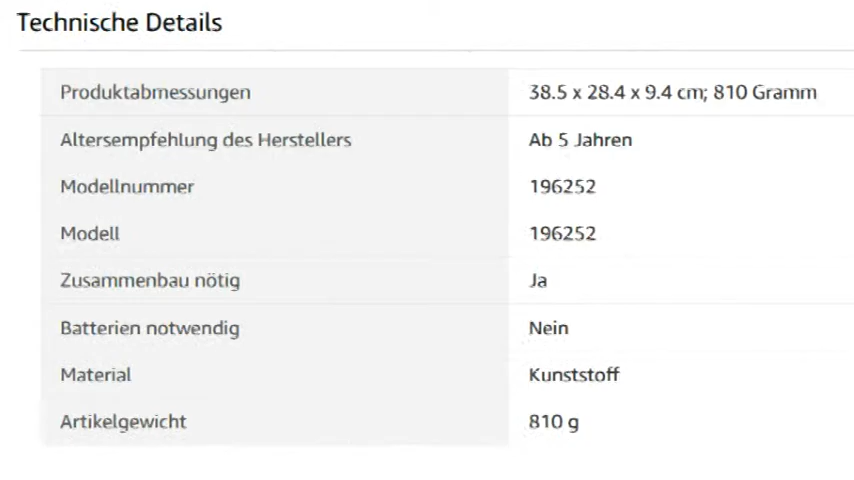 Technische Details
Produktabmessungen 38.5 x 28.4 x 9.4 cm; 810 Gramm
Altersempfehlung des Herstellers Ab 5 Jahren
Modellnummer 196252
Modell 196252
Zusammenbau nötig Ja
Batterien notwendig Nein
Material Kunststoff
Artikelgewicht 810 g